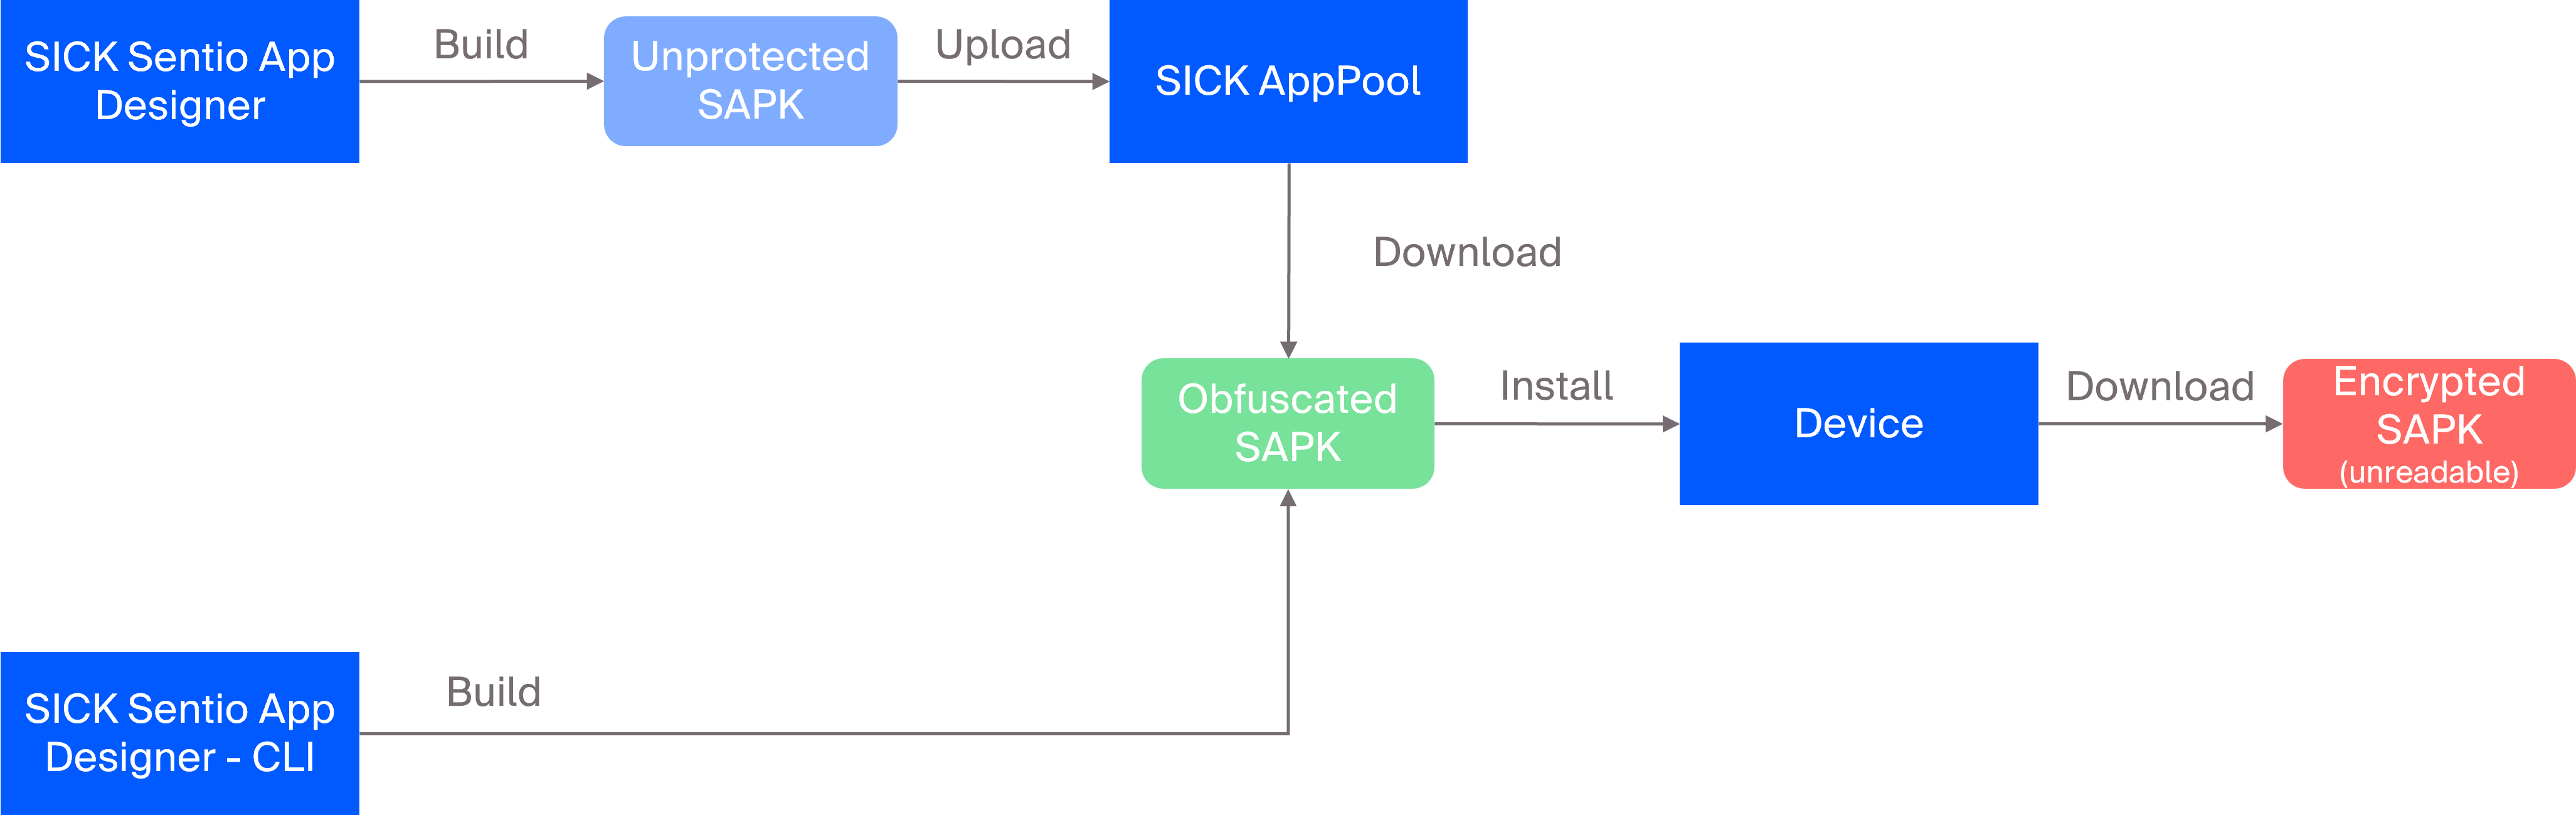 SICK Sentio App
Designer
Build
Unprotected
SAPK
Upload
SICK AppPool
Download
Obfuscated
SAPK
Install
Device
Download
Encrypted
SAPK
(unreadable)
SICK Sentio App
Designer - CLI
Build